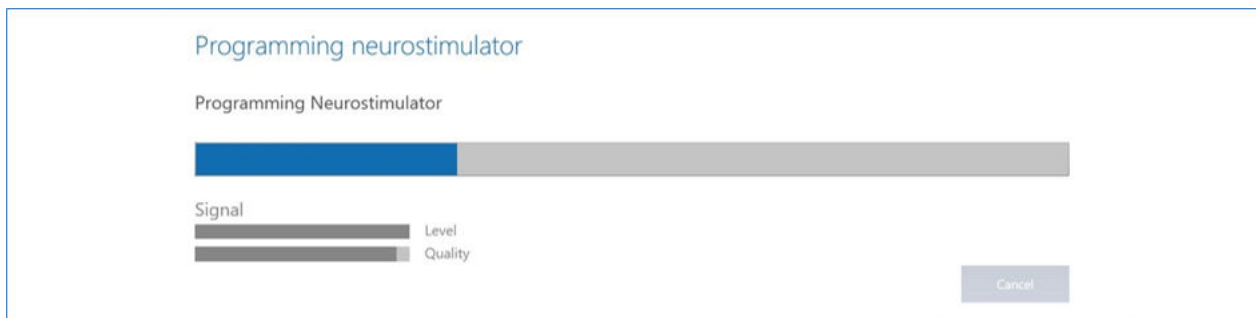 Programming neurostimulator
Programming Neurostimulator
Signal
Level
Quality
Cancel